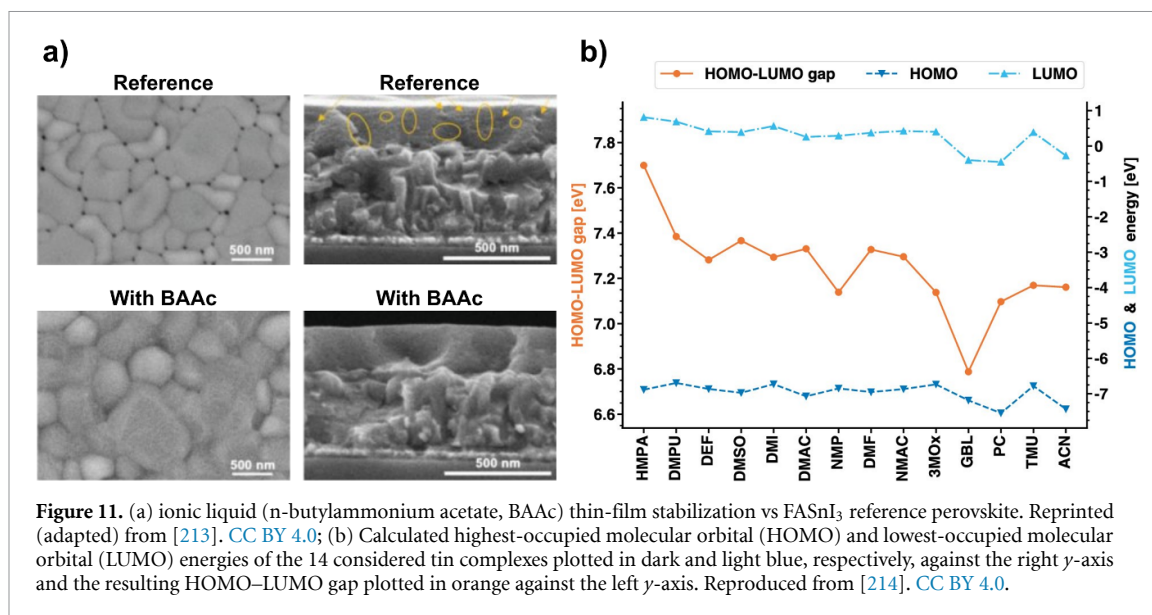 a)
Reference
Reference
500 nm
500 nm
With BAAc
With BAAc
500 nm
500 nm
b)
HOMO-LUMO gap
HOMO
LUMO
7.8
7.6
7.4
7.2
7.0
6.8
6.6
HOMO-LUMO gap [eV]
1
0
-1
-2
-3
-4
-5
-6
-7
HOMO & LUMO energy [eV]
HMPA
DMPU
DEF
DMSO
DMI
DMAC
NMP
DMF
NMAC
3MOx
GBL
PC
TMU
ACN
Figure 11. (a) ionic liquid (n-butylammonium acetate, BAAc) thin-film stabilization vs FASnI₃ reference perovskite. Reprinted
(adapted) from [213]. CC BY 4.0; (b) Calculated highest-occupied molecular orbital (HOMO) and lowest-occupied molecular
orbital (LUMO) energies of the 14 considered tin complexes plotted in dark and light blue, respectively, against the right y-axis
and the resulting HOMO–LUMO gap plotted in orange against the left y-axis. Reproduced from [214]. CC BY 4.0.